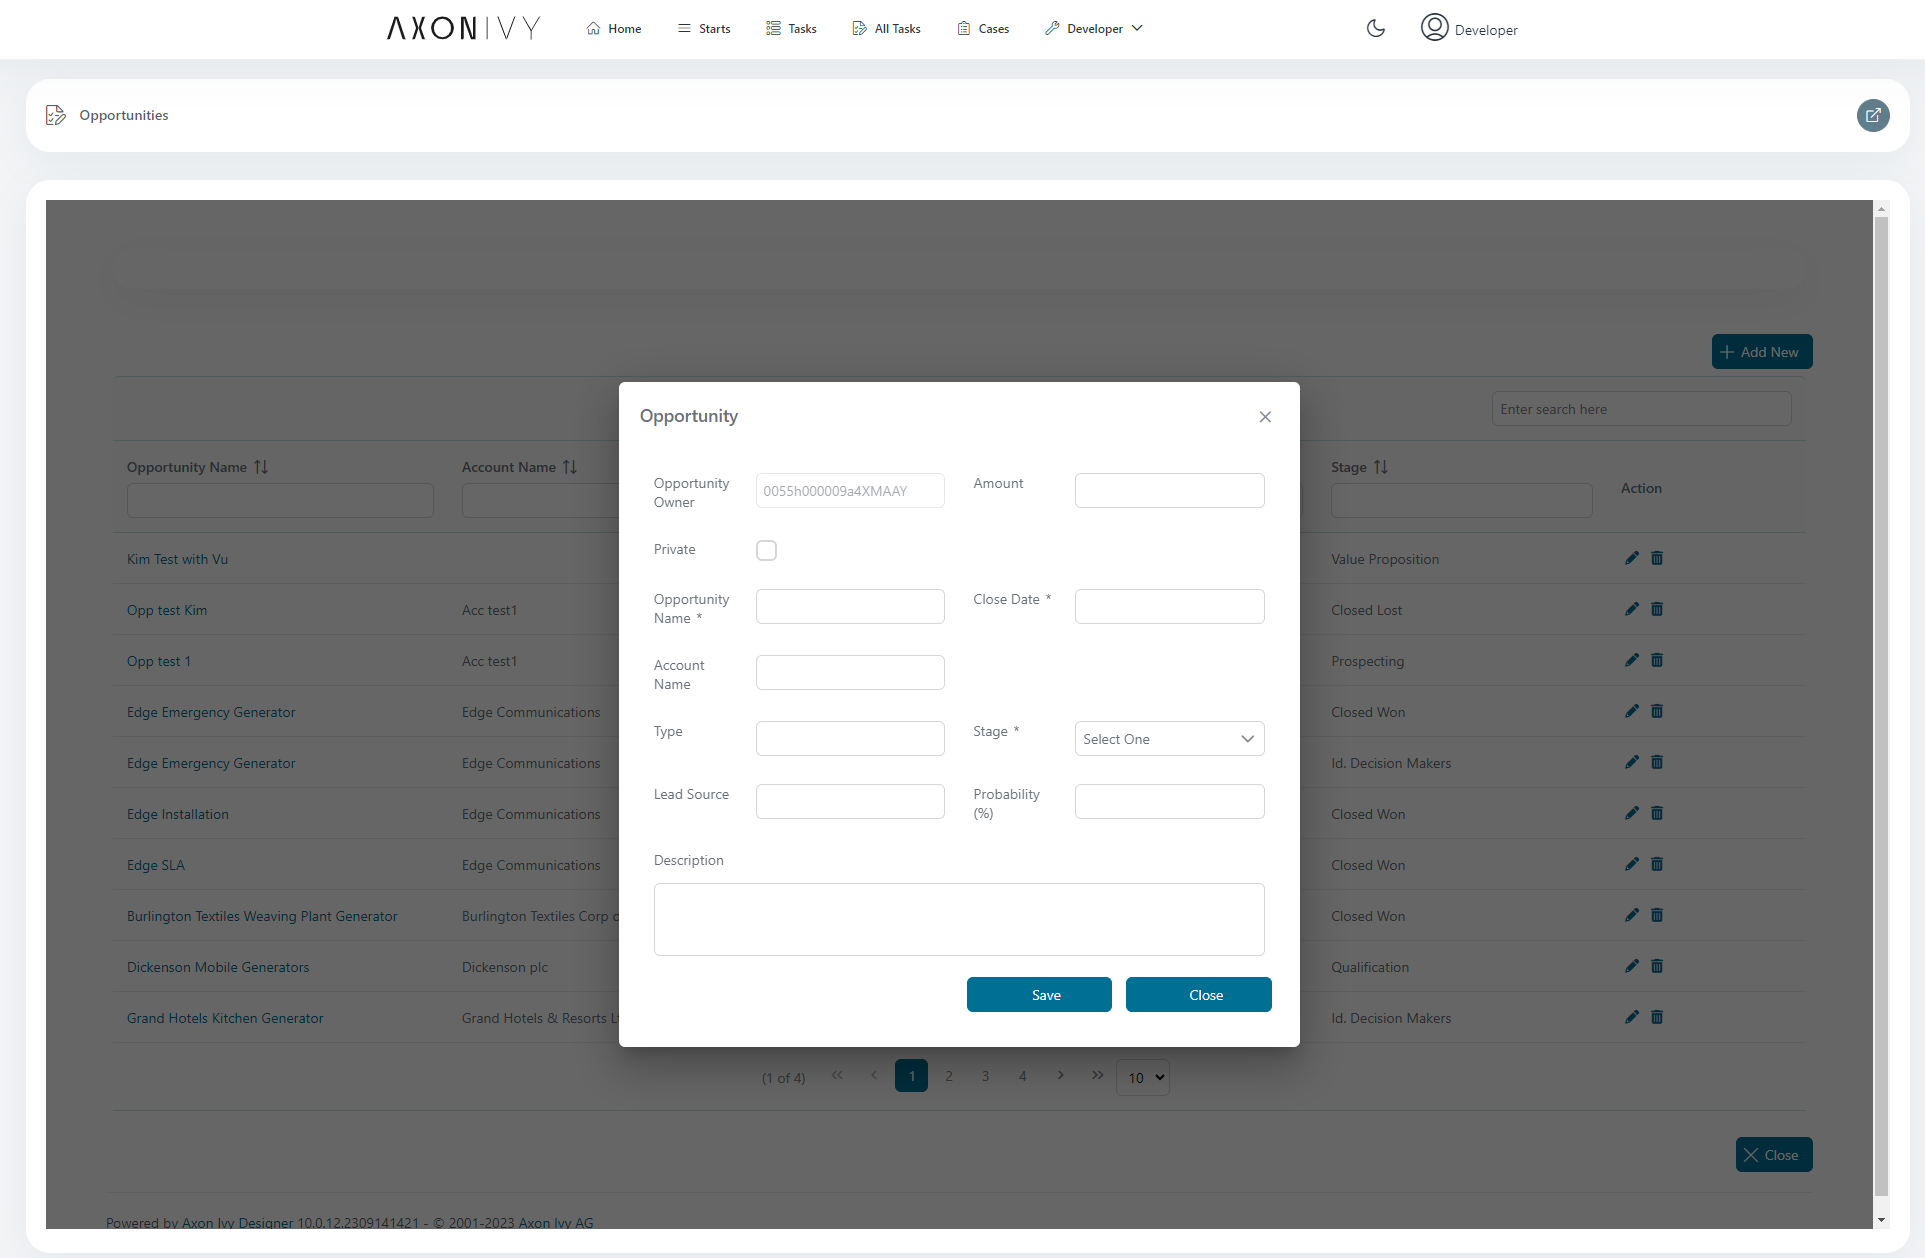 AXONIVY Home Starts Tasks All Tasks Cases Developer Developer
Opportunities
Add New
Enter search here
Opportunity Name Account Name Stage Action
Opportunity
Opportunity Owner 0055h000009a4XMAAY Amount
Private
Opportunity Name * Close Date *
Account Name
Type Stage * Select One
Lead Source Probability (%)
Description
Save Close
Kim Test with Vu Value Proposition
Opp test Kim Acc test1 Closed Lost
Opp test 1 Acc test1 Prospecting
Edge Emergency Generator Edge Communications Closed Won
Edge Emergency Generator Edge Communications Id. Decision Makers
Edge Installation Edge Communications Closed Won
Edge SLA Edge Communications Closed Won
Burlington Textiles Weaving Plant Generator Burlington Textiles Corp Closed Won
Dickenson Mobile Generators Dickenson plc Qualification
Grand Hotels Kitchen Generator Grand Hotels & Resorts Id. Decision Makers
(1 of 4) 1 2 3 4 10
Close
Powered by Axon Ivy Designer 10.0.12.2309141421 - © 2001-2023 Axon Ivy AG